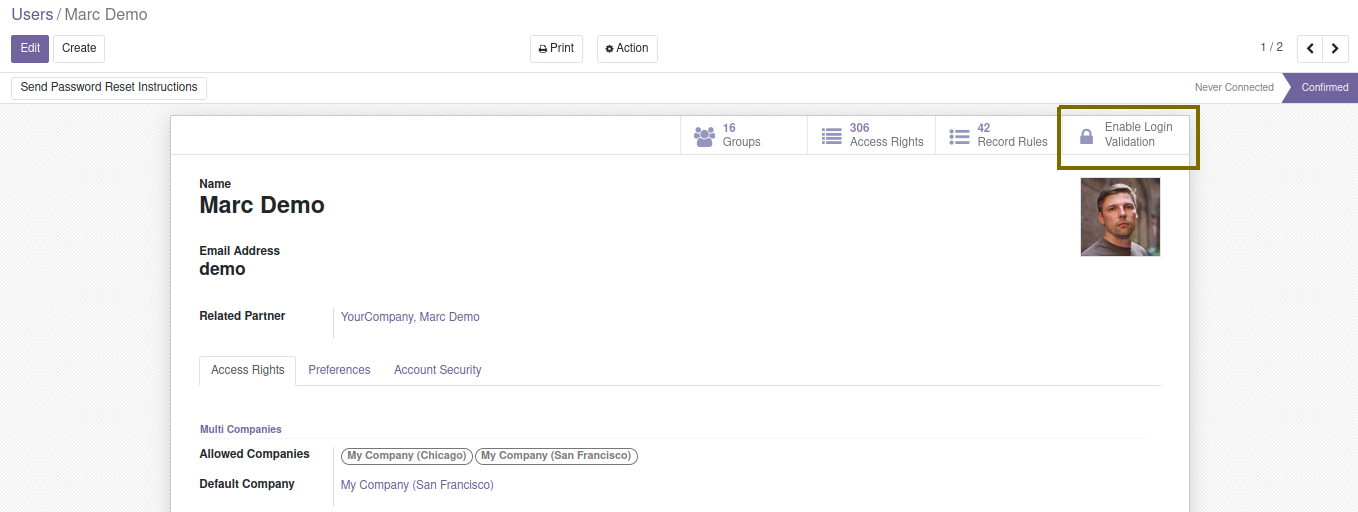 Users / Marc Demo
Edit
Create
Print
Action
1 / 2
Send Password Reset Instructions
Never Connected
Confirmed
16
Groups
306
Access Rights
42
Record Rules
Enable Login
Validation
Name
Marc Demo
Email Address
demo
Related Partner
YourCompany, Marc Demo
Access Rights
Preferences
Account Security
Multi Companies
Allowed Companies
My Company (Chicago)
My Company (San Francisco)
Default Company
My Company (San Francisco)